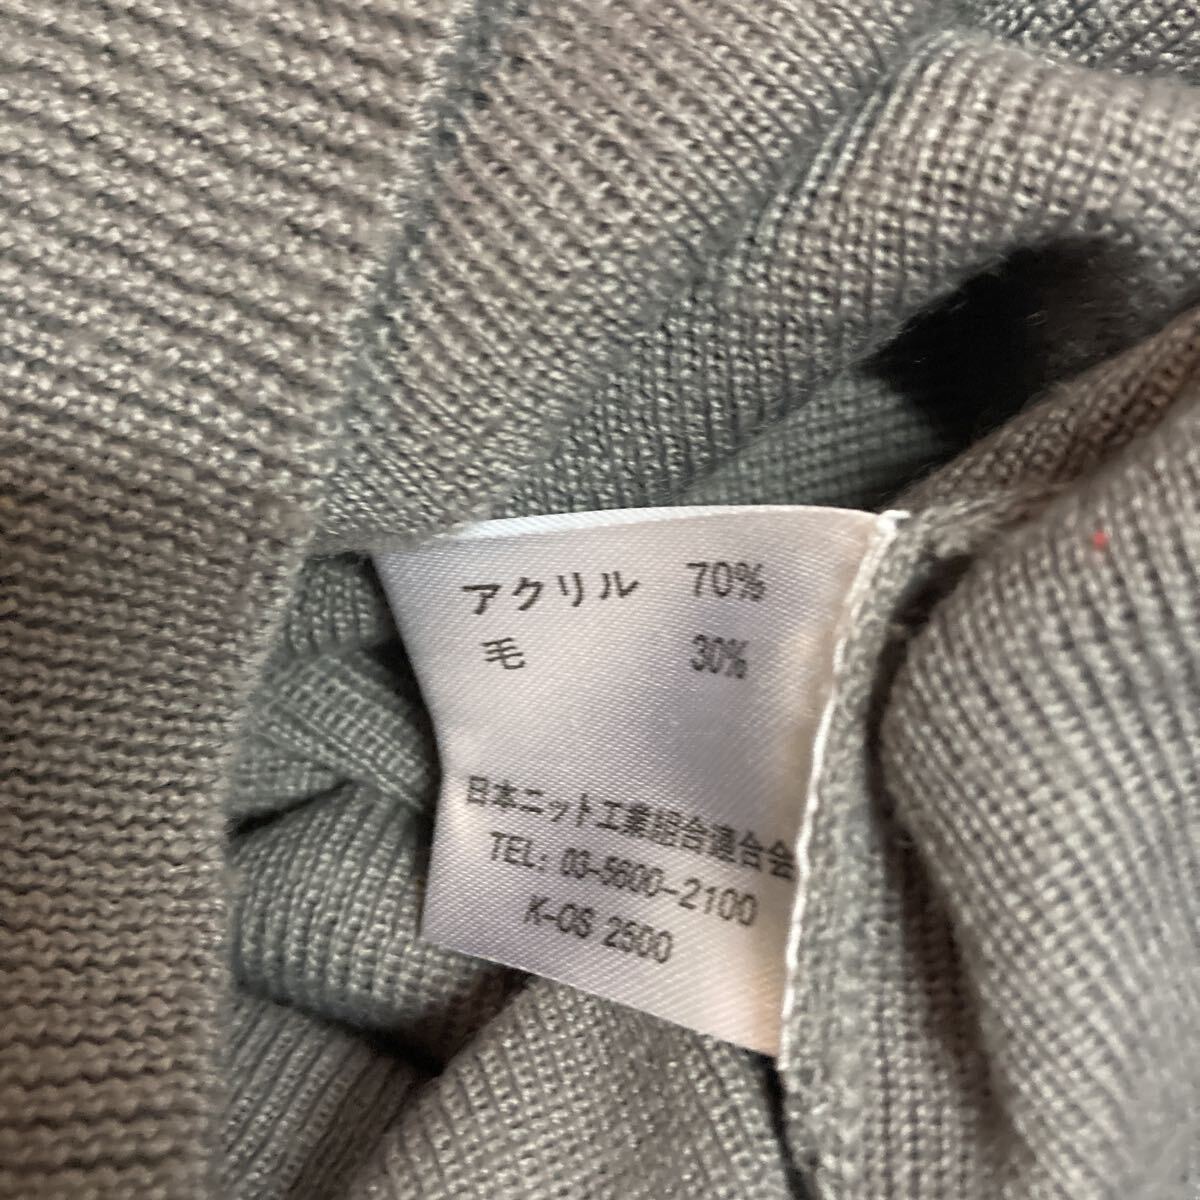 アクリル 70%
毛 30%
日本ニット工業組合連合会
TEL: 03-5600-2100
K-OS 2500